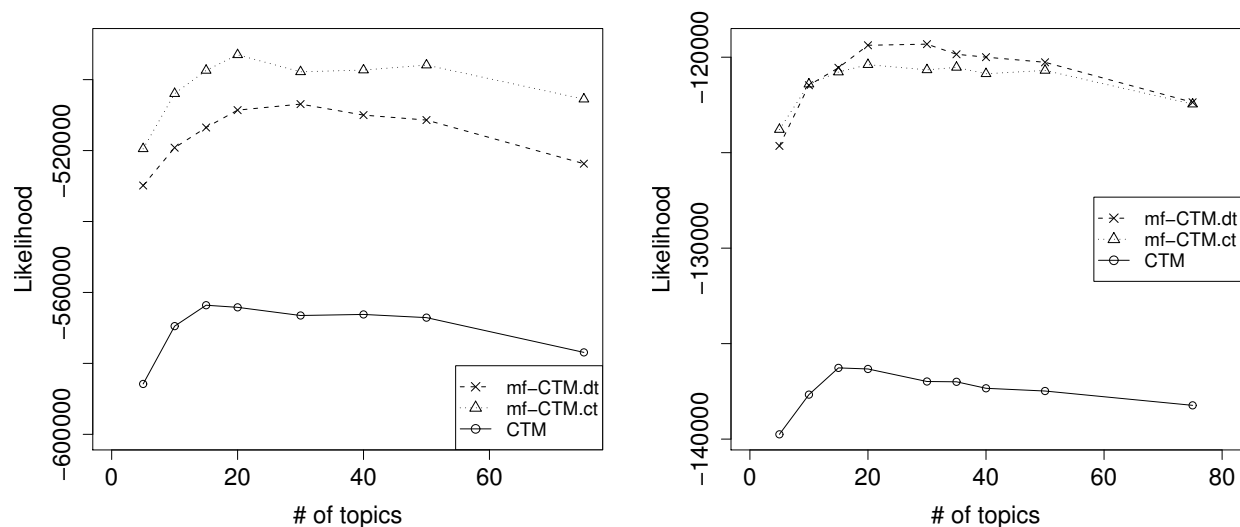 Likelihood
−520000
−560000
−600000
mf−CTM.dt
mf−CTM.ct
CTM
0 20 40 60
# of topics
Likelihood
−120000
−130000
−140000
mf−CTM.dt
mf−CTM.ct
CTM
0 20 40 60 80
# of topics